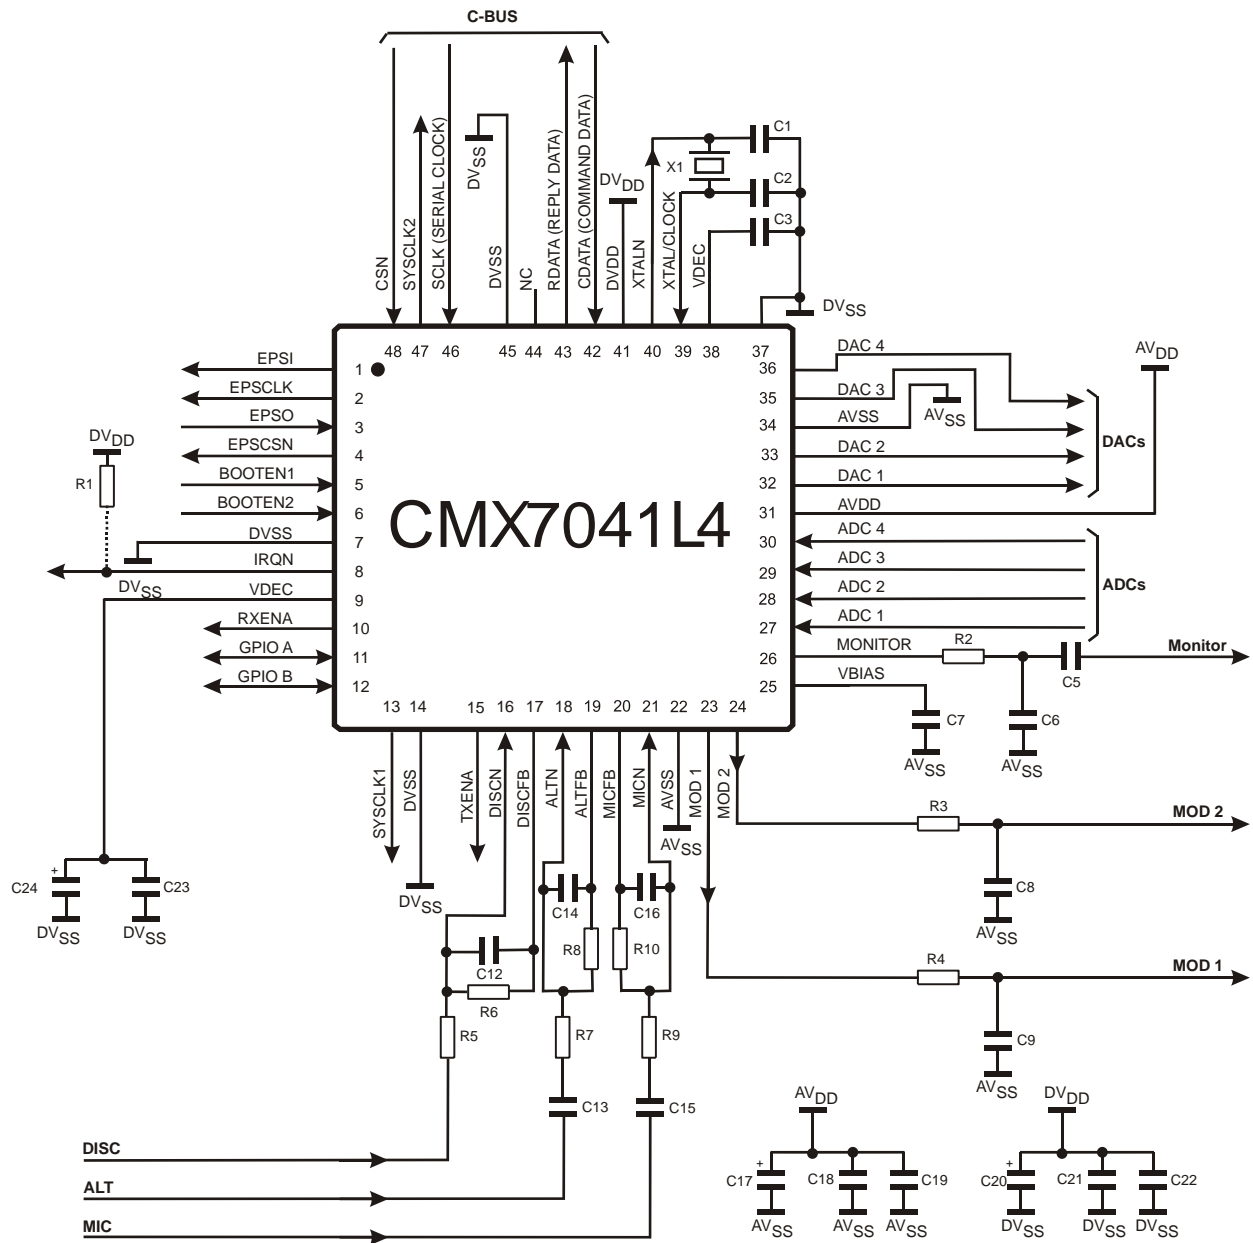 C-BUS
CSN
SYSCLK2
SCLK (SERIAL CLOCK)
DVSS
DVSS
NC
RDATA (REPLY DATA)
CDATA (COMMAND DATA)
DVDD
DVDD
XTALN
XTAL/CLOCK
VDEC
X1
C1
C2
C3
DVSS
48 47 46 45 44 43 42 41 40 39 38 37
EPSI 1
EPSCLK 2
EPSO 3
EPSCSN 4
BOOTEN1 5
BOOTEN2 6
DVSS 7
IRQN 8
VDEC 9
RXENA 10
GPIO A 11
GPIO B 12
DVDD
R1
DVSS
CMX7041L4
36 DAC 4
35 DAC 3
34 AVSS
33 DAC 2
32 DAC 1
31 AVDD
30 ADC 4
29 ADC 3
28 ADC 2
27 ADC 1
26 MONITOR
25 VBIAS
AVSS
AVDD
DACs
ADCs
R2
C5
Monitor
C7
C6
AVSS
AVSS
13 14 15 16 17 18 19 20 21 22 23 24
SYSCLK1
DVSS
TXENA
DISCN
DISCFB
ALTN
ALTFB
MICFB
MICN
AVSS
MOD 1
MOD 2
AVSS
R3
MOD 2
C8
AVSS
+
C24
C23
DVSS
DVSS
DVSS
C14
C16
R8
R10
C12
R6
R5
R7
R9
C13
C15
R4
MOD 1
C9
AVSS
DISC
ALT
MIC
AVDD
+
C17
C18
C19
AVSS
AVSS
AVSS
DVDD
+
C20
C21
C22
DVSS
DVSS
DVSS